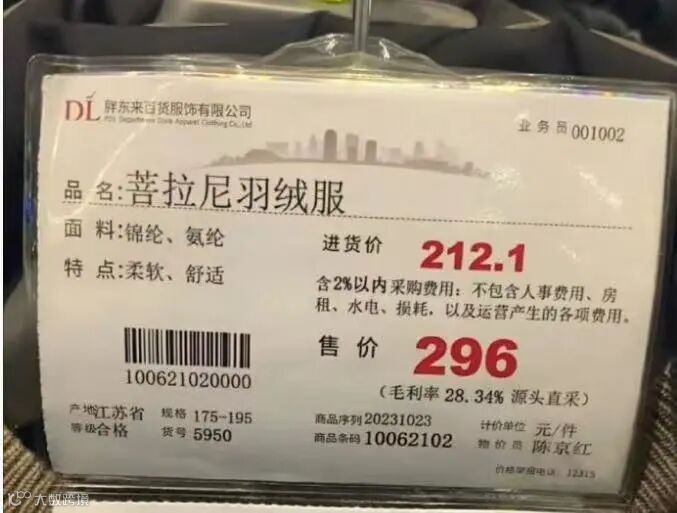 DL 胖东来百货服饰有限公司
业务员 001002
品 名:菩拉尼羽绒服
面 料:锦纶、氨纶
特 点:柔软、舒适
进货价 212.1
含2%以内采购费用:不包含人事费用、房
租、水电、损耗,以及运营产生的各项费用。
售 价 296
(毛利率 28.34% 源头直采)
100621020000
产地江苏省 规格 175-195
等级合格 货号 5950
商品序列 20231023
商品条码 10062102
计价单位 元/件
物价员 陈京红
价格举报电话:12315
大数跨境